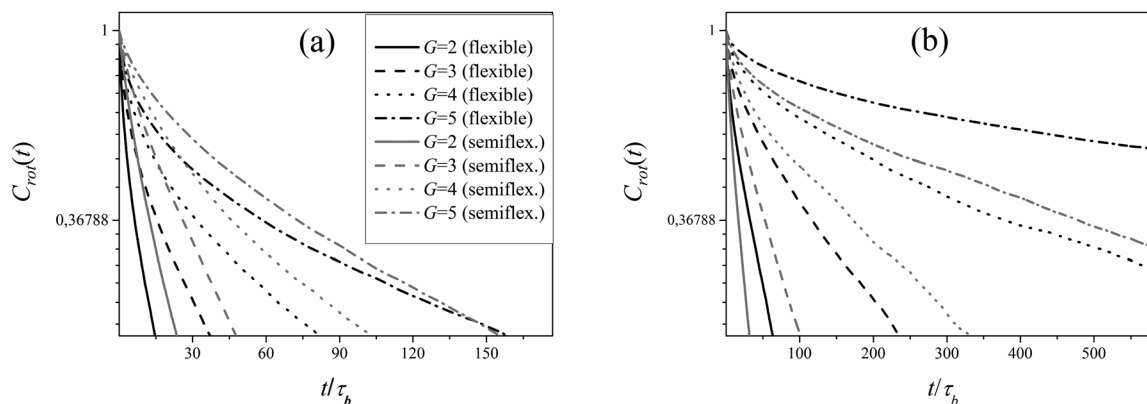 (a)
1
0,36788
C_rot(t)
30
60
90
120
150
t/τ_b
G=2 (flexible)
G=3 (flexible)
G=4 (flexible)
G=5 (flexible)
G=2 (semiflex.)
G=3 (semiflex.)
G=4 (semiflex.)
G=5 (semiflex.)
(b)
1
0,36788
C_rot(t)
100
200
300
400
500
t/τ_b